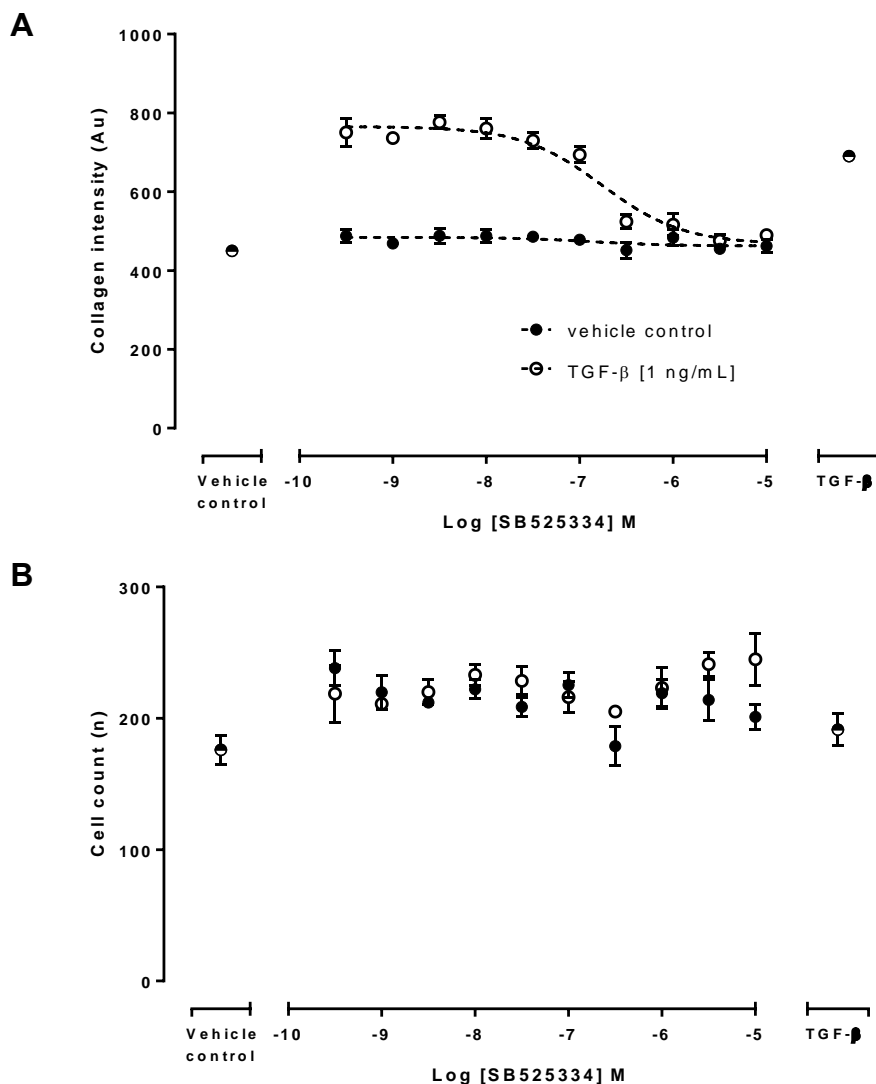 A
1000
800
600
400
200
0
Collagen intensity (Au)
vehicle control
TGF-β [1 ng/mL]
Vehicle
control
-10 -9 -8 -7 -6 -5
TGF-β
Log [SB525334] M
B
300
200
100
0
Cell count (n)
Vehicle
control
-10 -9 -8 -7 -6 -5
TGF-β
Log [SB525334] M